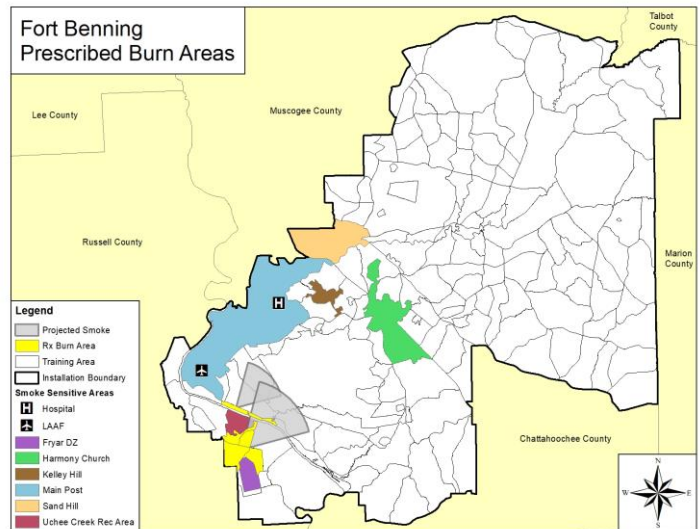 Fort Benning
Prescribed Burn Areas
Talbot
County
Lee County
Muscogee County
Russell County
Marion
County
Chattahoochee County
H
Legend
Projected Smoke
Rx Burn Area
Training Area
Installation Boundary
Smoke Sensitive Areas
H Hospital
LAAF
Fryar DZ
Harmony Church
Kelley Hill
Main Post
Sand Hill
Uchee Creek Rec Area
N
W E
S